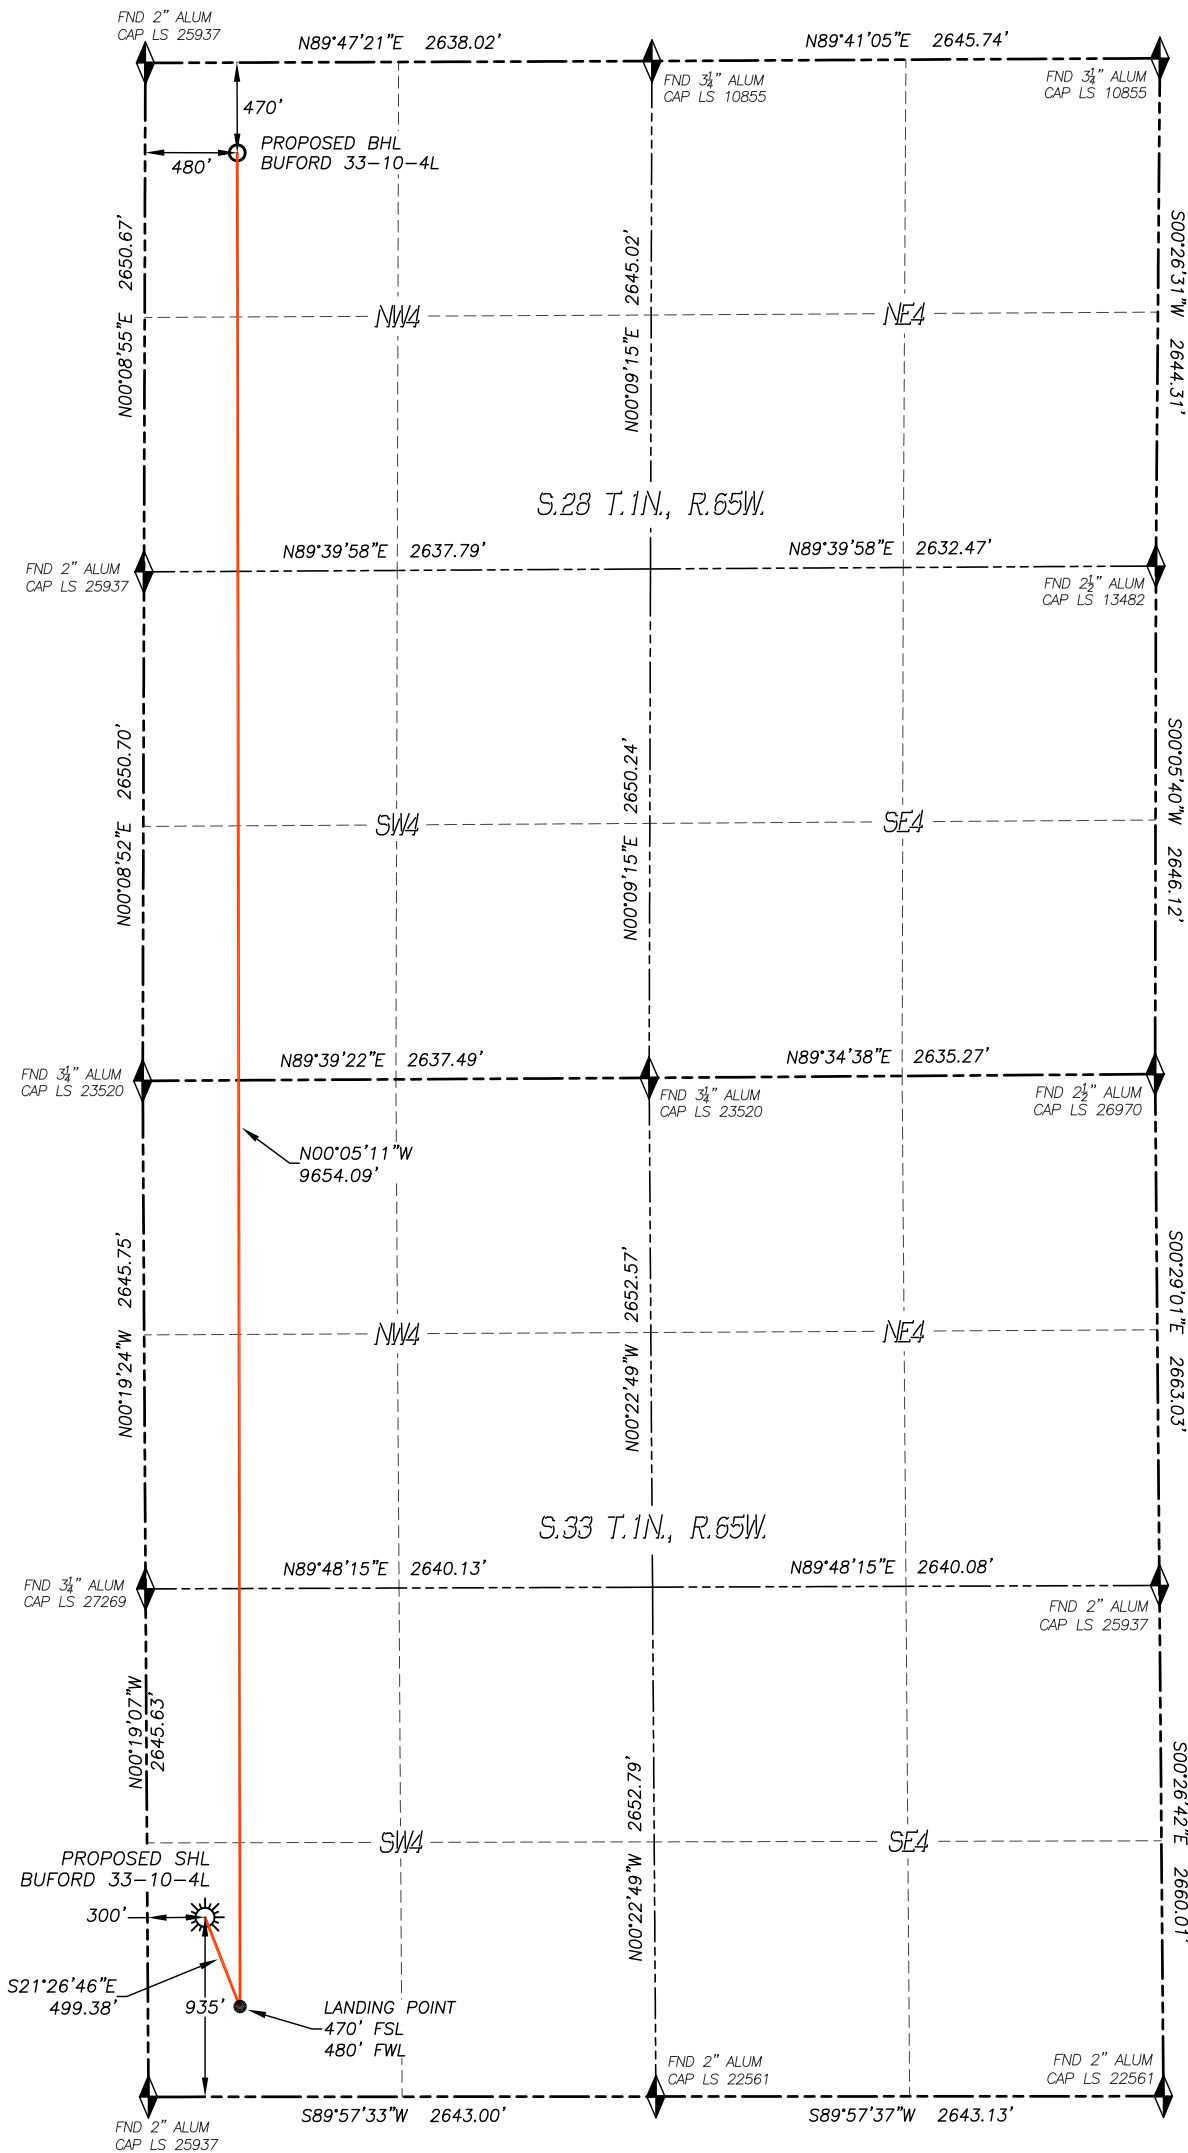 FND 2" ALUM
CAP LS 25937
N89°47'21"E 2638.02'
N89°41'05"E 2645.74'
FND 3¼" ALUM
CAP LS 10855
FND 3¼" ALUM
CAP LS 10855
470'
480'
PROPOSED BHL
BUFORD 33-10-4L
N00°08'55"E 2650.67'
N00°09'15"E 2645.02'
S00°26'31"W 2644.31'
NW4
NE4
S.28 T.1N., R.65W.
N89°39'58"E 2637.79'
N89°39'58"E 2632.47'
FND 2" ALUM
CAP LS 25937
FND 2½" ALUM
CAP LS 13482
N00°08'52"E 2650.70'
N00°09'15"E 2650.24'
S00°05'40"W 2646.12'
SW4
SE4
N89°39'22"E 2637.49'
N89°34'38"E 2635.27'
FND 3¼" ALUM
CAP LS 23520
FND 3¼" ALUM
CAP LS 23520
FND 2½" ALUM
CAP LS 26970
N00°05'11"W
9654.09'
N00°19'24"W 2645.75'
N00°22'49"W 2652.57'
S00°29'01"E 2663.03'
NW4
NE4
S.33 T.1N., R.65W.
N89°48'15"E 2640.13'
N89°48'15"E 2640.08'
FND 3¼" ALUM
CAP LS 27269
FND 2" ALUM
CAP LS 25937
N00°19'07"W
2645.63'
N00°22'49"W 2652.79'
S00°26'42"E 2660.01'
SW4
SE4
PROPOSED SHL
BUFORD 33-10-4L
300'
S21°26'46"E
499.38'
935'
LANDING POINT
470' FSL
480' FWL
FND 2" ALUM
CAP LS 22561
FND 2" ALUM
CAP LS 22561
S89°57'33"W 2643.00'
S89°57'37"W 2643.13'
FND 2" ALUM
CAP LS 25937